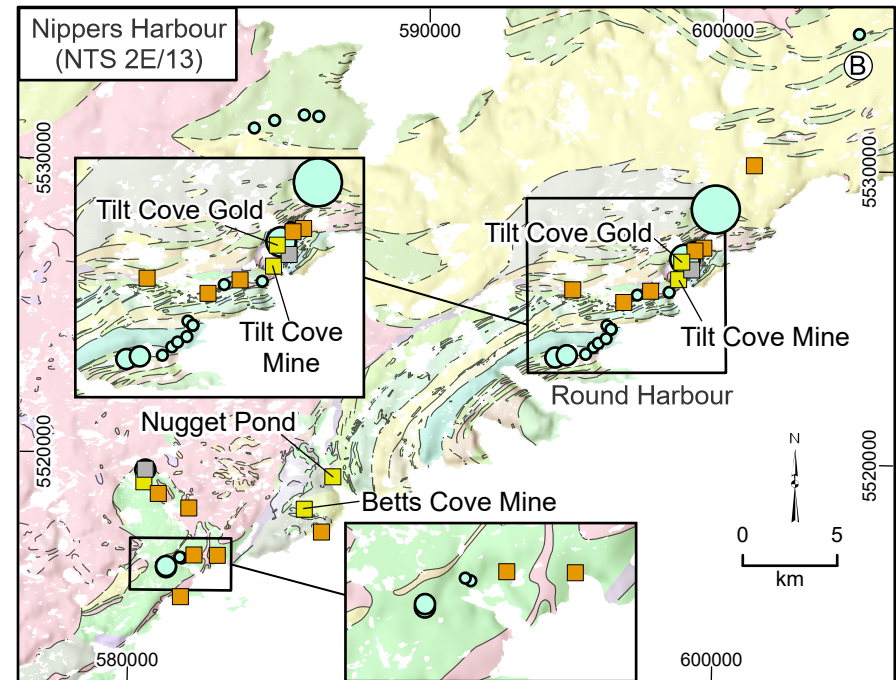 Nippers Harbour
(NTS 2E/13)
590000
600000
B
5530000
5530000
Tilt Cove Gold
Tilt Cove Gold
Tilt Cove
Mine
Tilt Cove Mine
Round Harbour
Nugget Pond
5520000
5520000
Betts Cove Mine
N
0 5
km
580000
600000